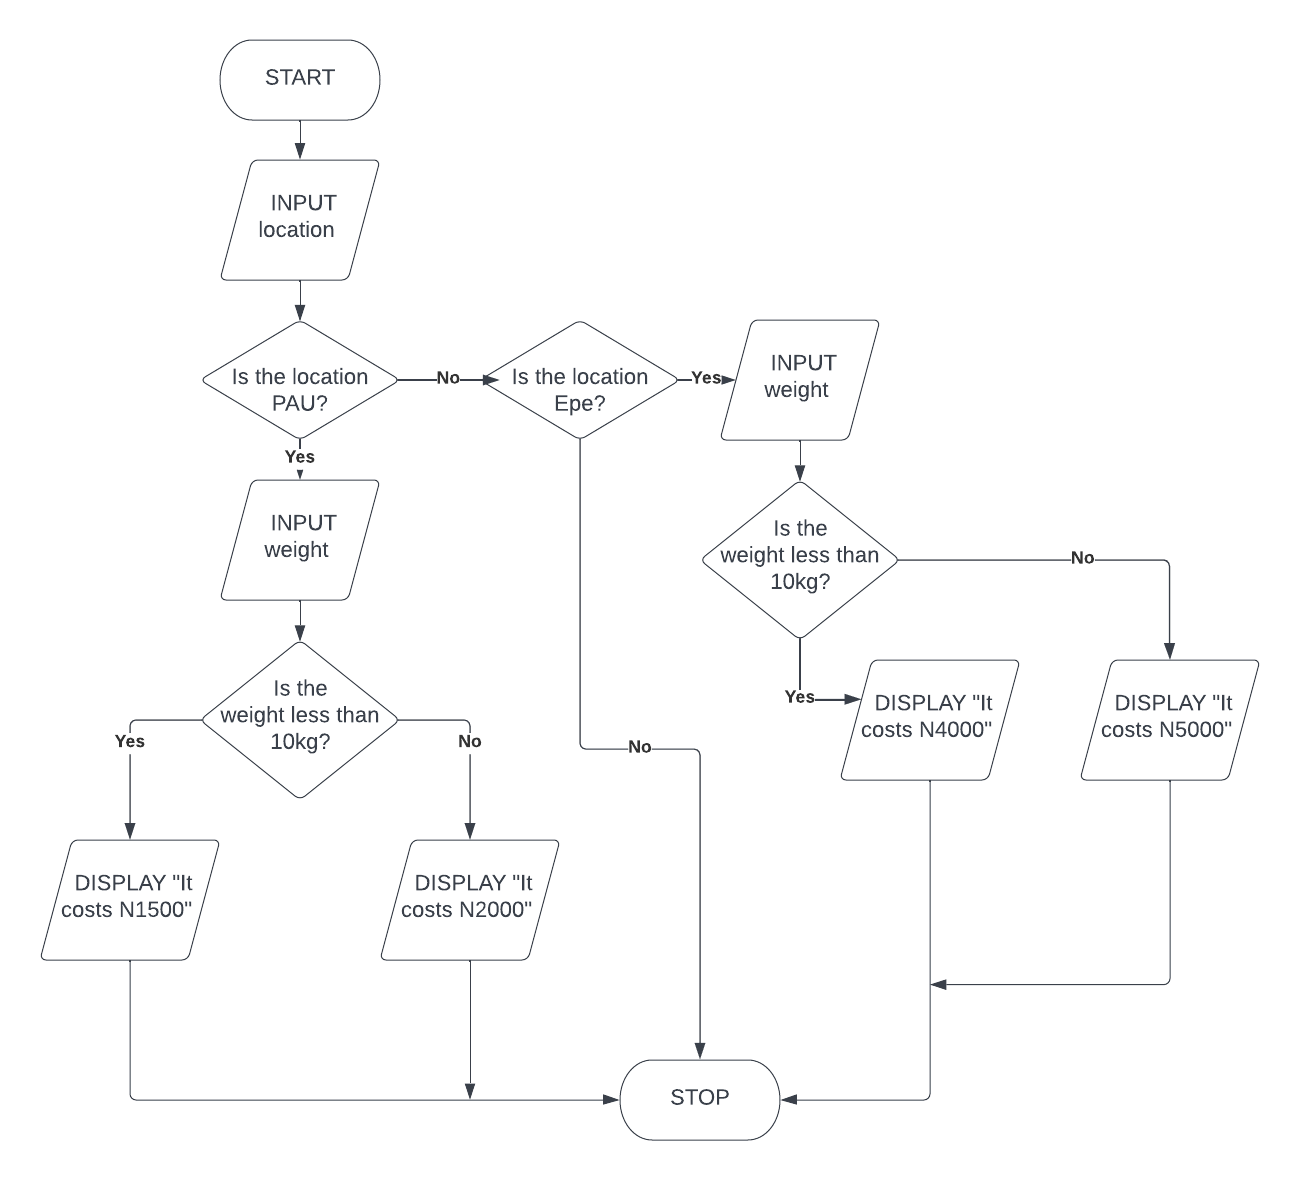 START
INPUT
location
Is the location
PAU?
No
Is the location
Epe?
Yes
INPUT
weight
Yes
INPUT
weight
Is the
weight less than
10kg?
No
Is the
weight less than
10kg?
Yes
No
Yes
DISPLAY "It
costs N4000"
DISPLAY "It
costs N5000"
No
DISPLAY "It
costs N1500"
DISPLAY "It
costs N2000"
STOP